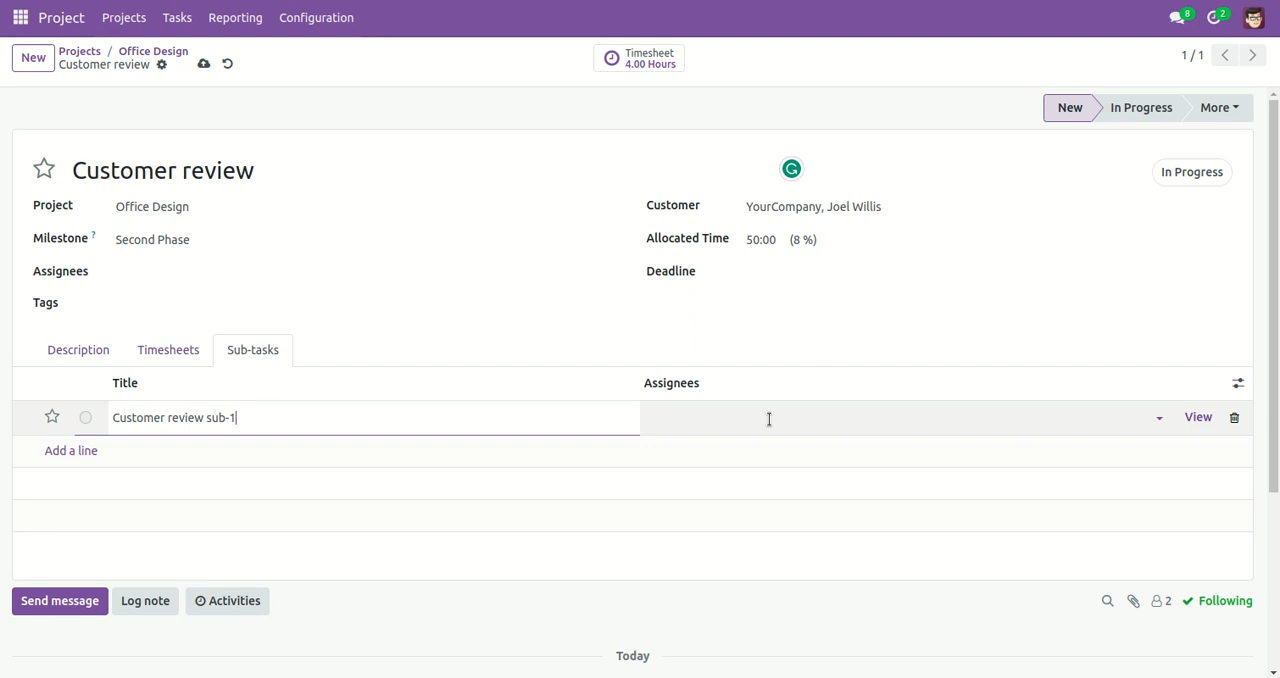 Project Projects Tasks Reporting Configuration 8 2
New Projects / Office Design
Customer review
Timesheet
4.00 Hours
1 / 1
New In Progress More
Customer review
In Progress
Project Office Design
Customer YourCompany, Joel Willis
Milestone ? Second Phase
Allocated Time 50:00 (8 %)
Assignees
Deadline
Tags
Description Timesheets Sub-tasks
Title Assignees
Customer review sub-1 View
Add a line
Send message Log note Activities 2 Following
Today